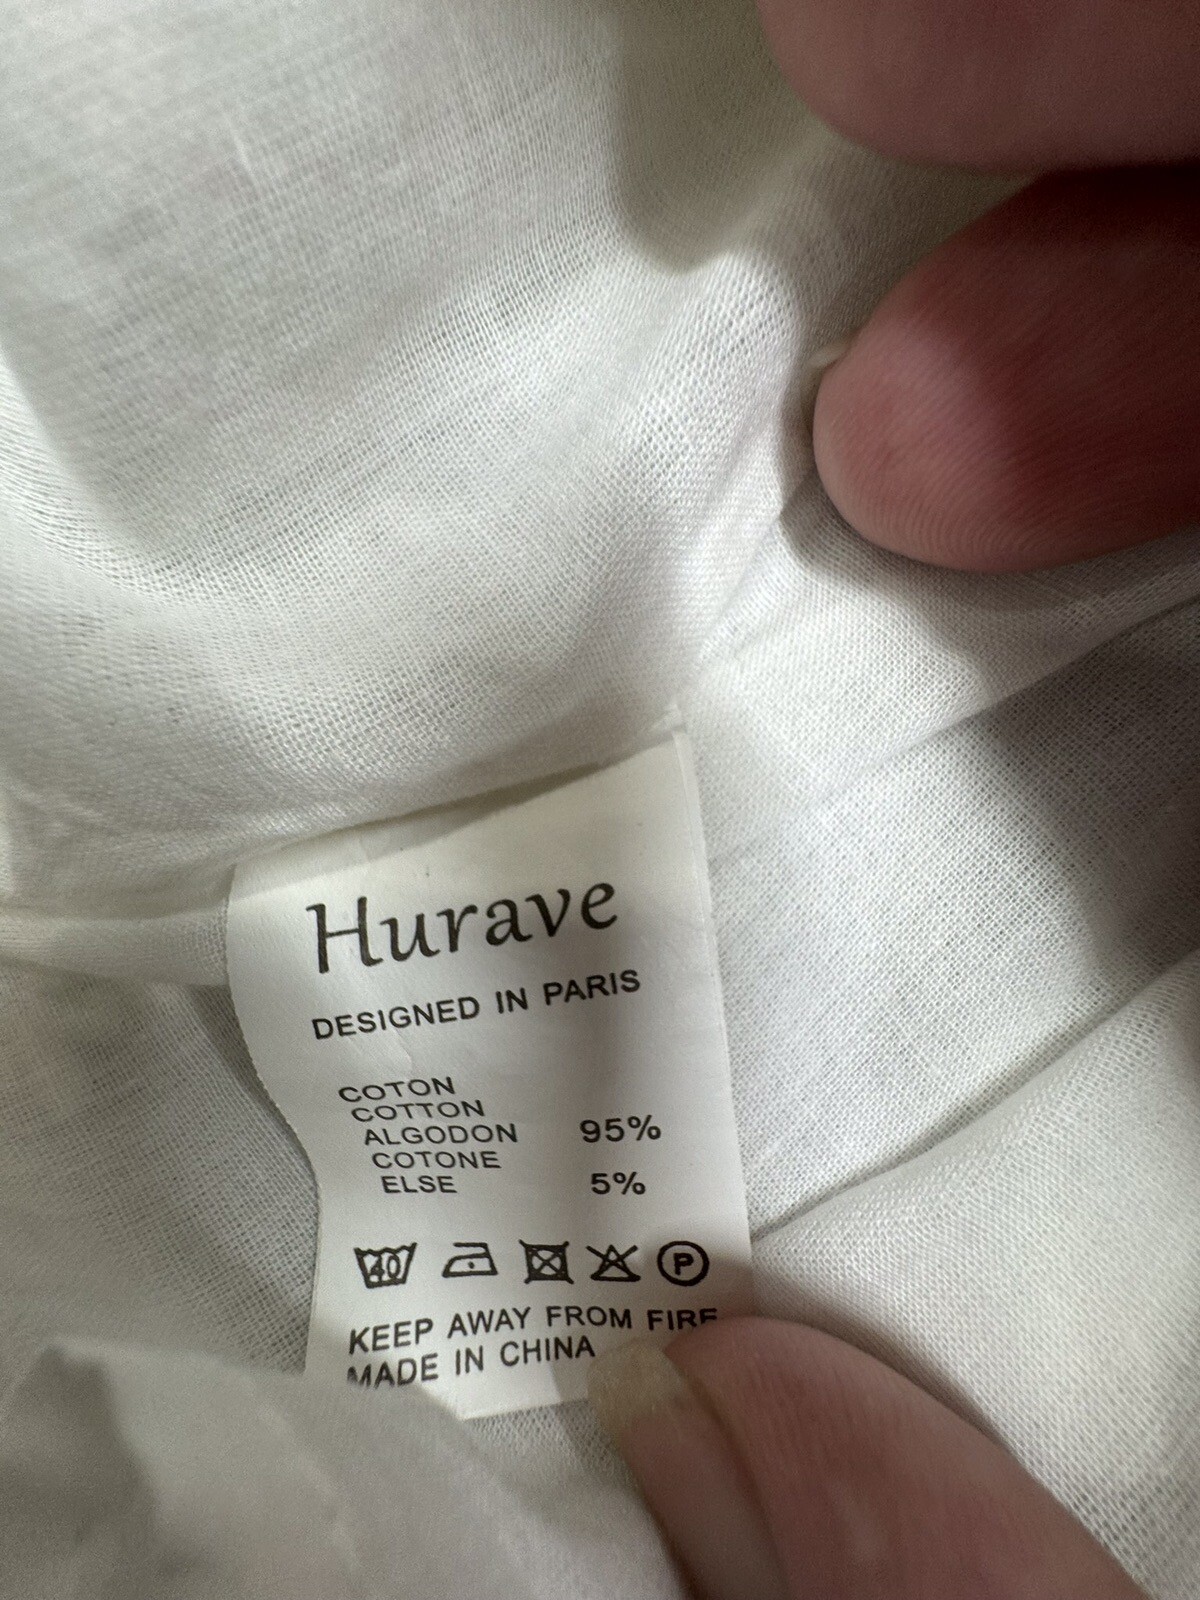 Hurave
DESIGNED IN PARIS
COTON
COTTON
ALGODON 95%
COTONE
ELSE 5%
40 P
KEEP AWAY FROM FIRE
MADE IN CHINA